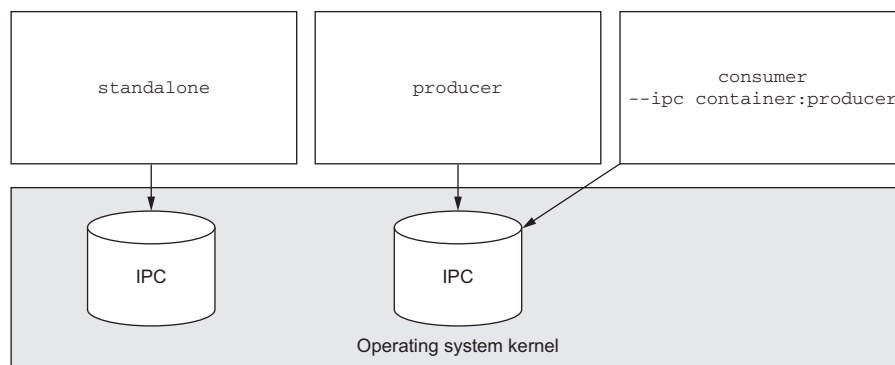 standalone
producer
consumer
--ipc container:producer
IPC
IPC
Operating system kernel